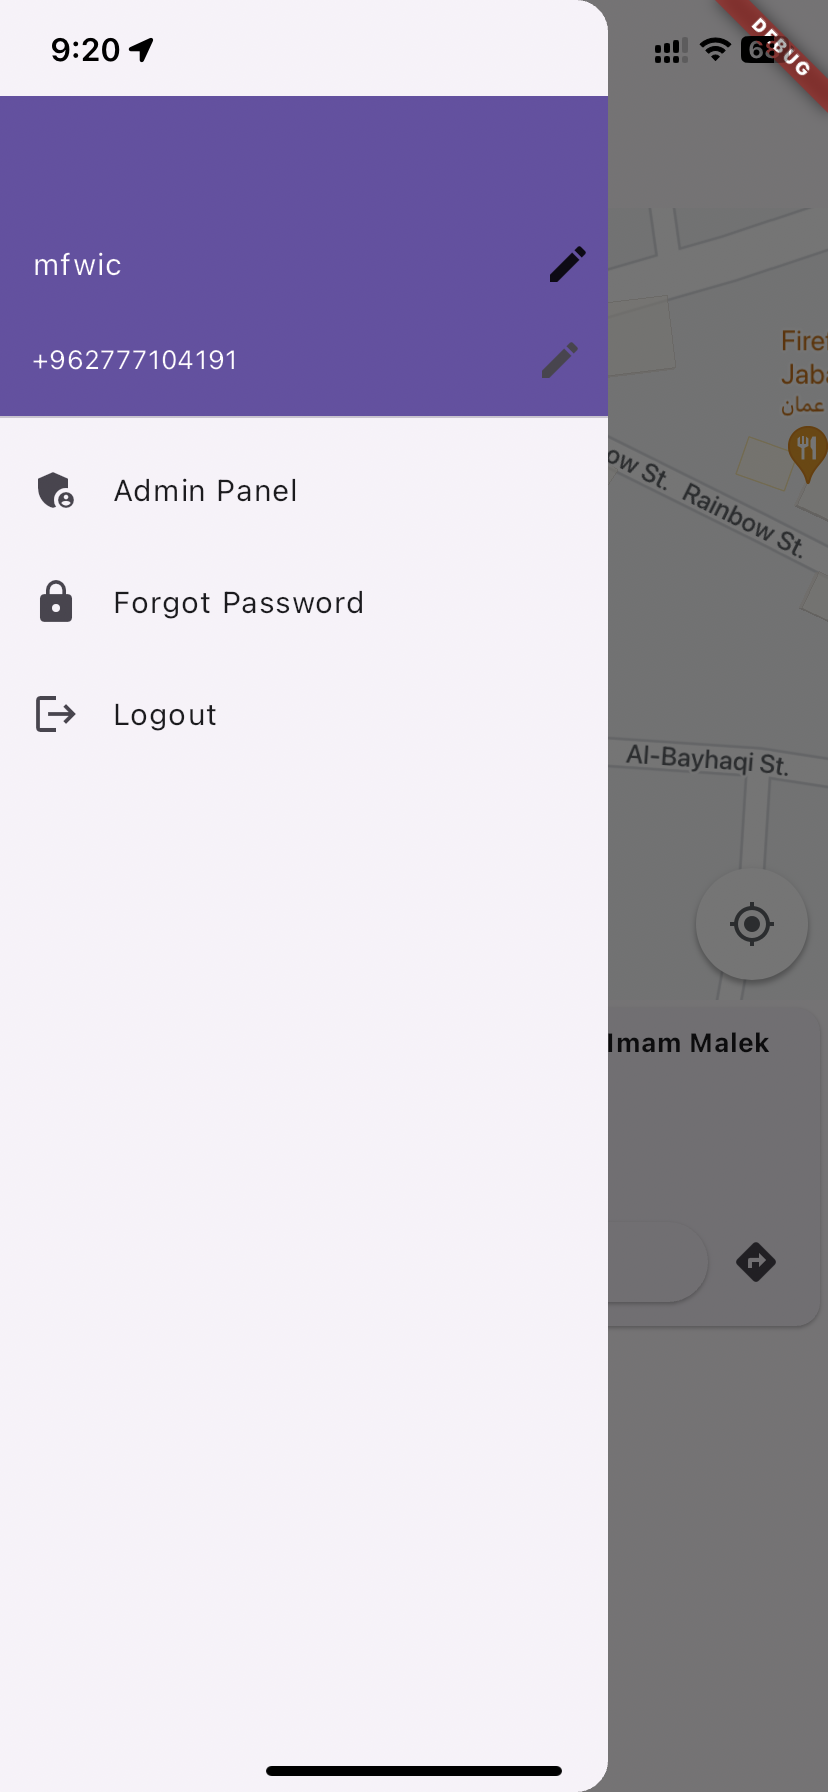 9:20
DEBUG
mfwic
+962777104191
Admin Panel
Forgot Password
Logout
عمان
Rainbow St.
Al-Bayhaqi St.
Imam Malek